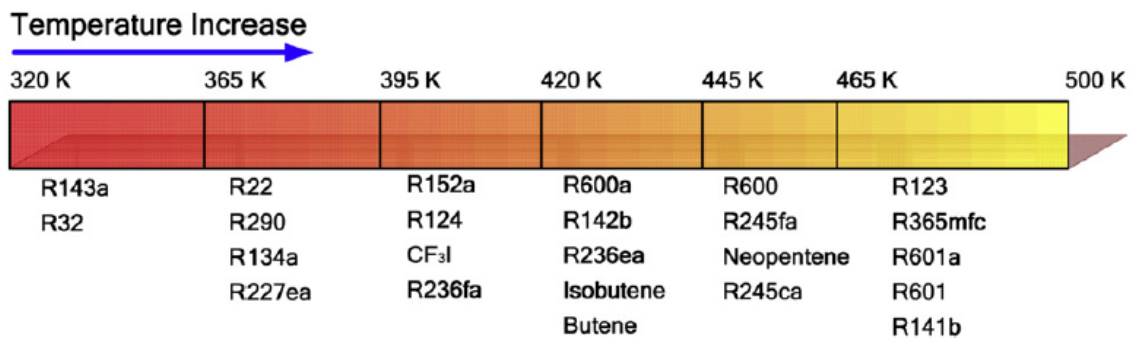 Temperature Increase
320 K 365 K 395 K 420 K 445 K 465 K 500 K
R143a R22 R152a R600a R600 R123
R32 R290 R124 R142b R245fa R365mfc
R134a CF₃I R236ea Neopentene R601a
R227ea R236fa Isobutene R245ca R601
Butene R141b